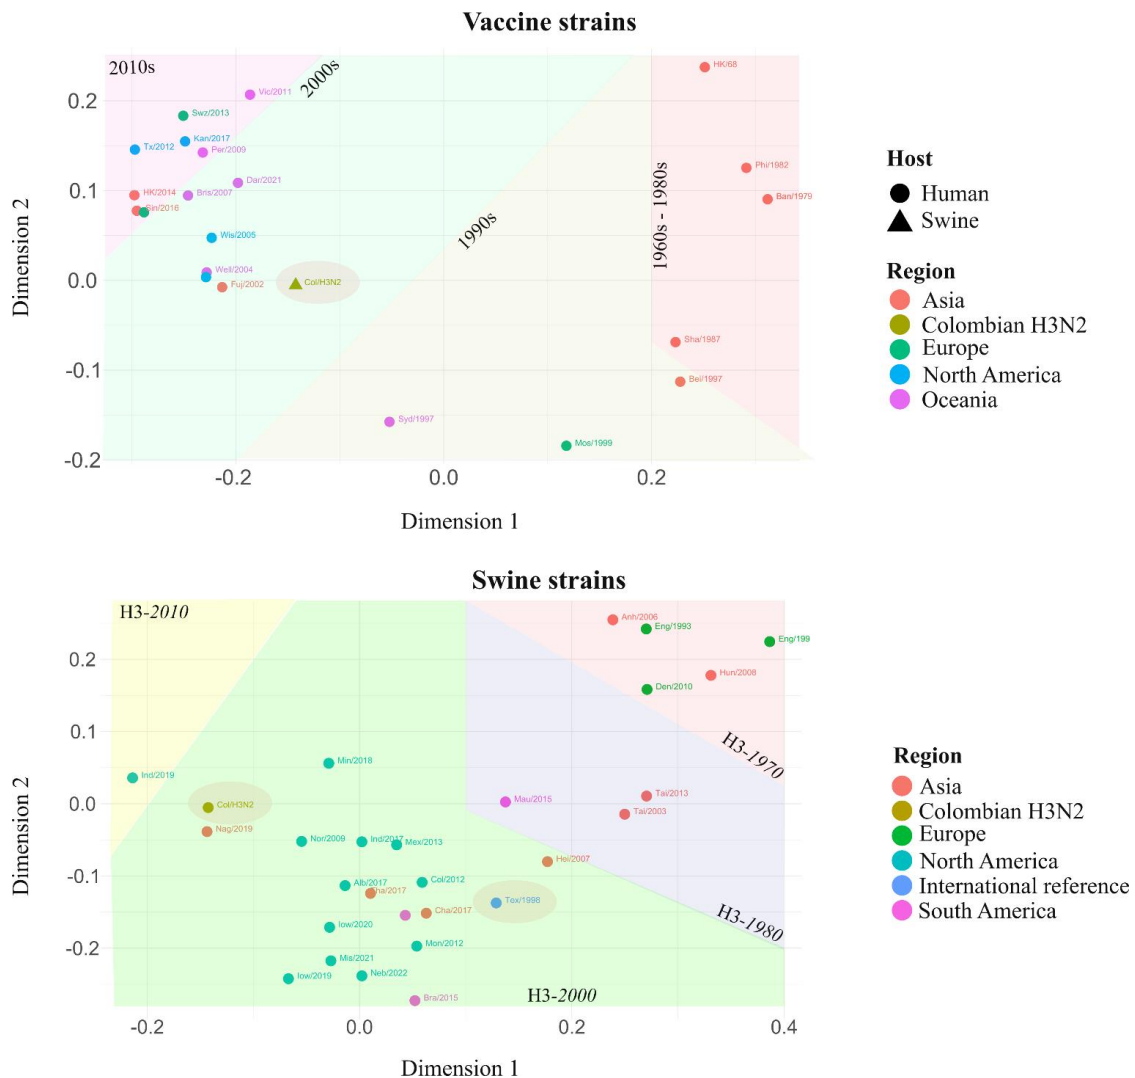 Vaccine strains
2010s
2000s
1990s
1960s - 1980s
HK/68
Vic/2011
Swz/2013
Kan/2017
Tx/2012
Per/2009
Phi/1982
Dar/2021
HK/2014
Bris/2007
Ban/1979
Sin/2016
Wis/2005
Well/2004
Fuj/2002
Col/H3N2
Sha/1987
Bei/1997
Syd/1997
Mos/1999
0.2
0.1
0.0
-0.1
-0.2
-0.2
0.0
0.2
Dimension 2
Dimension 1
Host
Human
Swine
Region
Asia
Colombian H3N2
Europe
North America
Oceania
Swine strains
H3-2010
H3-1970
H3-1980
H3-2000
Anh/2006
Eng/1993
Eng/199
Hun/2008
Den/2010
Min/2018
Ind/2019
Col/H3N2
Mau/2015
Tai/2013
Tai/2003
Nag/2019
Nor/2009
Ind/2017
Mex/2013
Hei/2007
Alb/2017
Col/2012
Cha/2017
Tex/1998
Iow/2020
Mon/2012
Mis/2021
Iow/2019
Neb/2022
Bra/2015
0.2
0.1
0.0
-0.1
-0.2
-0.2
0.0
0.2
0.4
Dimension 2
Dimension 1
Region
Asia
Colombian H3N2
Europe
North America
International reference
South America